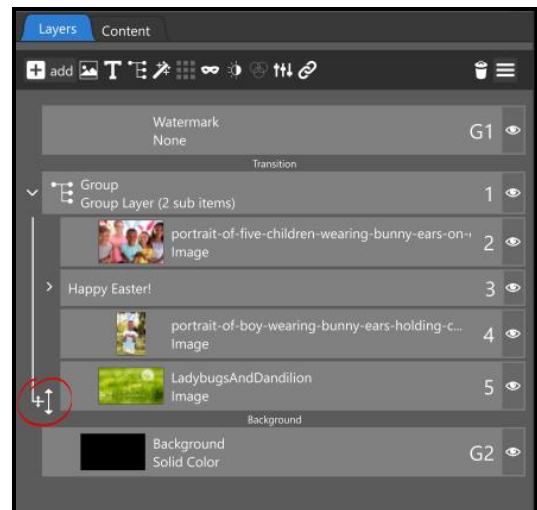 Layers Content
add
Watermark G1
None
Transition
Group 1
Group Layer (2 sub items)
portrait-of-five-children-wearing-bunny-ears-on- 2
Image
Happy Easter! 3
portrait-of-boy-wearing-bunny-ears-holding-c... 4
Image
LadybugsAndDandilion 5
Image
Background
Background G2
Solid Color